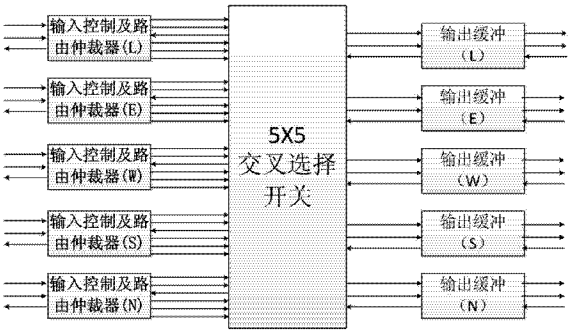 输入控制及路
由仲裁器(L)
输入控制及路
由仲裁器(E)
输入控制及路
由仲裁器(W)
输入控制及路
由仲裁器(S)
输入控制及路
由仲裁器(N)
5X5
交叉选择
开关
输出缓冲
（L）
输出缓冲
（E）
输出缓冲
（W）
输出缓冲
（S）
输出缓冲
（N）